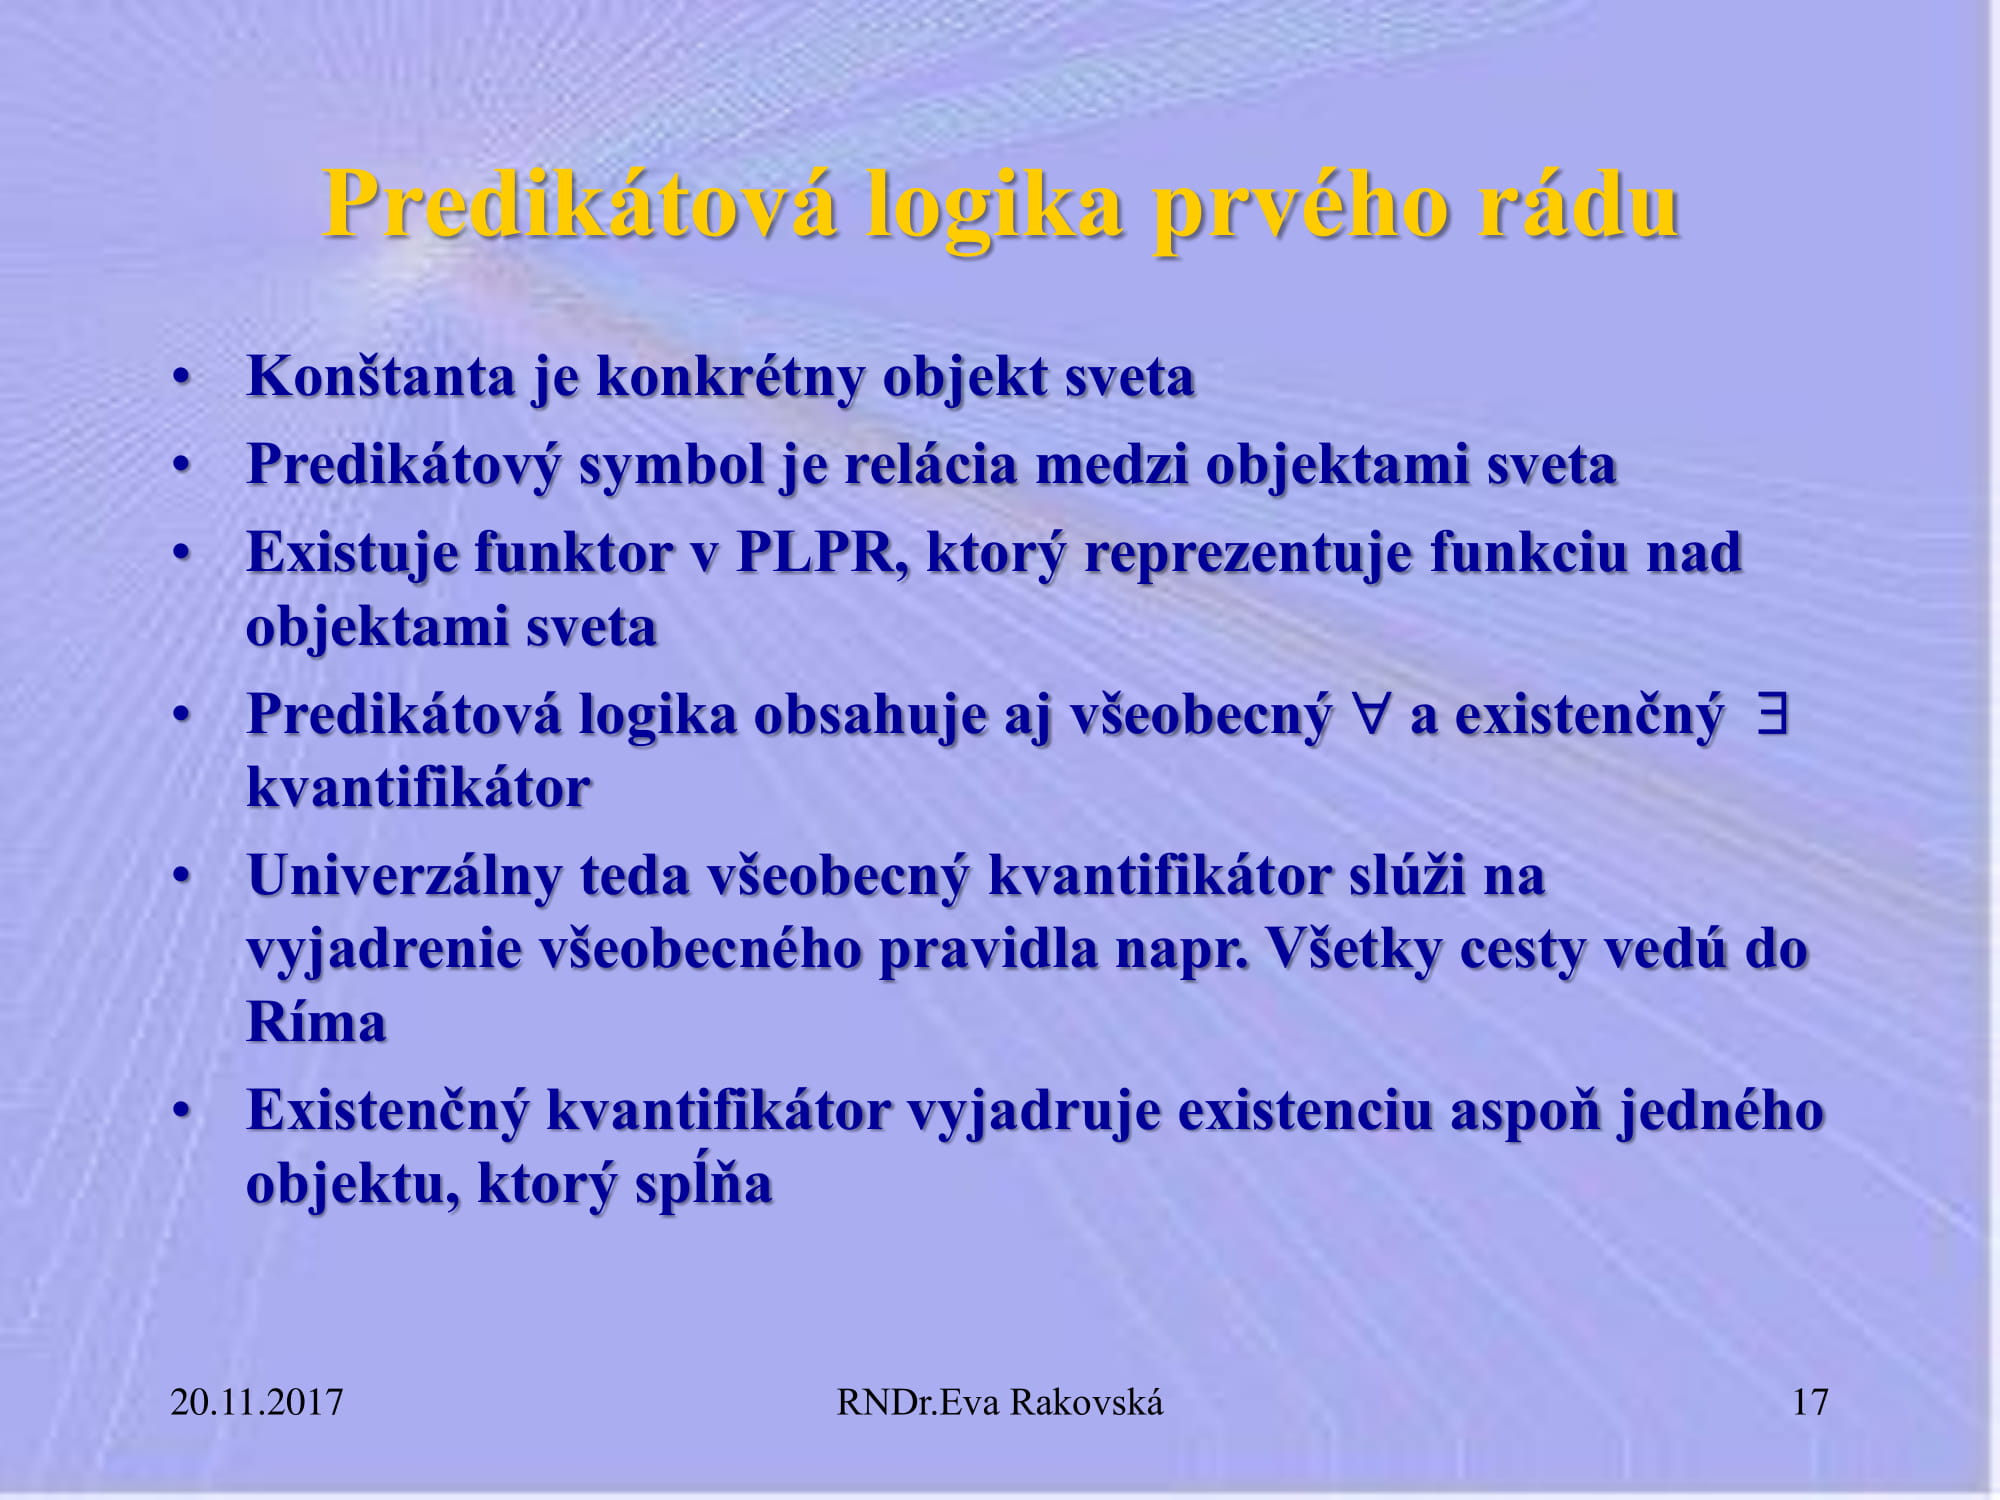 Predikátová logika prvého rádu
• Konštanta je konkrétny objekt sveta
• Predikátový symbol je relácia medzi objektami sveta
• Existuje funktor v PLPR, ktorý reprezentuje funkciu nad
objektami sveta
• Predikátová logika obsahuje aj všeobecný ∀ a existenčný ∃
kvantifikátor
• Univerzálny teda všeobecný kvantifikátor slúži na
vyjadrenie všeobecného pravidla napr. Všetky cesty vedú do
Ríma
• Existenčný kvantifikátor vyjadruje existenciu aspoň jedného
objektu, ktorý spĺňa
20.11.2017 RNDr.Eva Rakovská 17